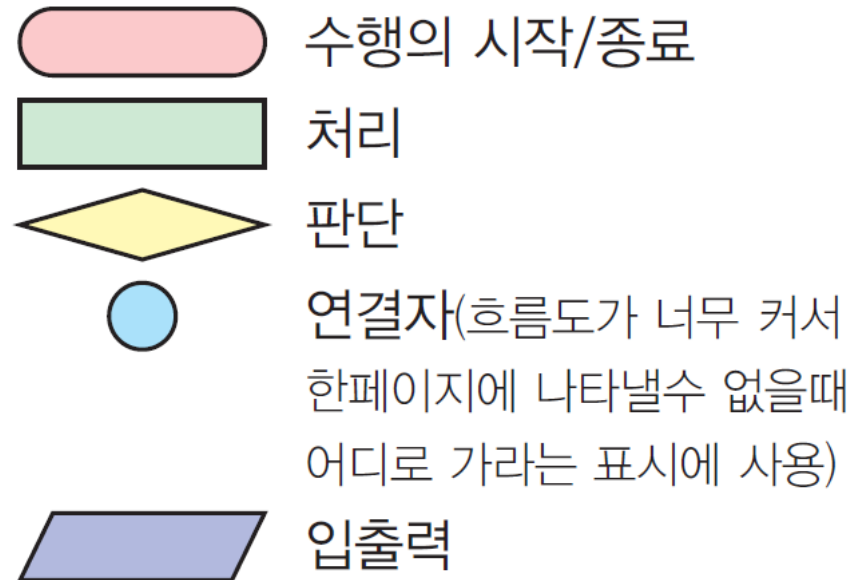 수행의 시작/종료
처리
판단
연결자(흐름도가 너무 커서
한페이지에 나타낼수 없을때
어디로 가라는 표시에 사용)
입출력